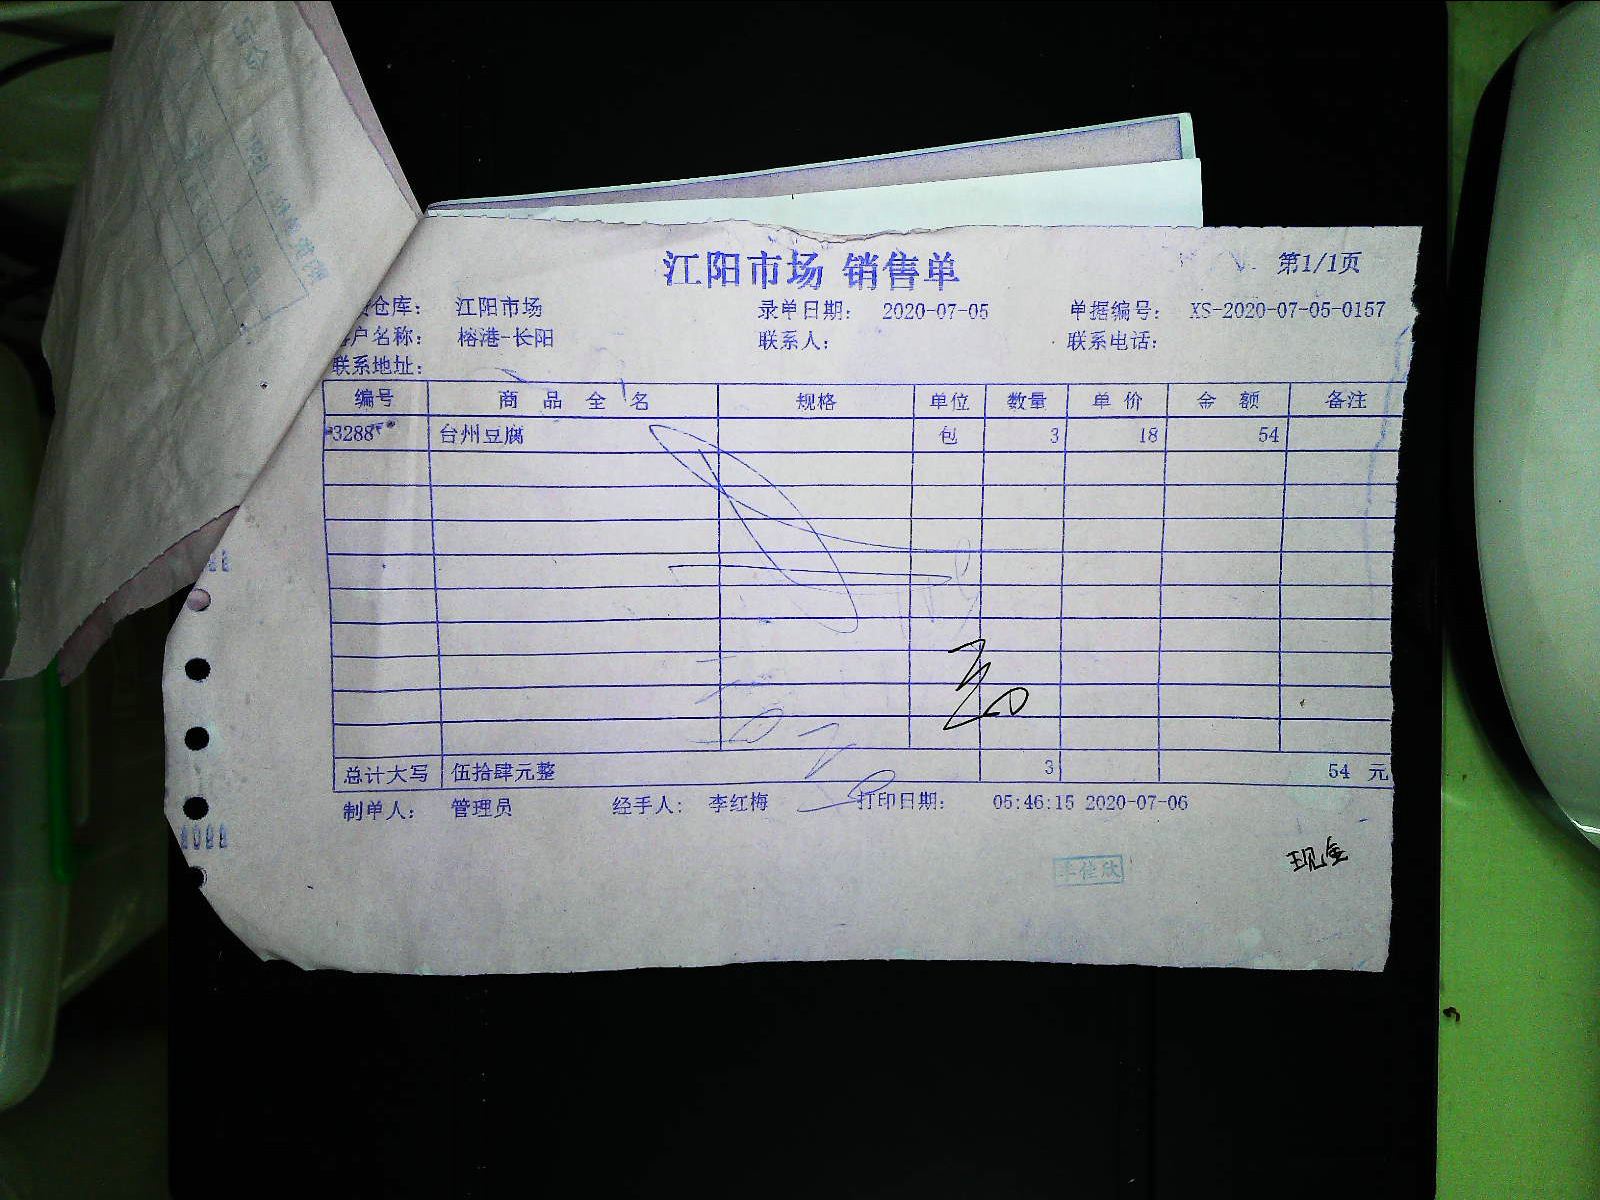 江阳市场 销售单
第1/1页
仓库： 江阳市场 录单日期： 2020-07-05 单据编号： XS-2020-07-05-0157
户名称： 榕港-长阳 联系人： 联系电话：
联系地址：
编号 商品全名 规格 单位 数量 单价 金额 备注
3288 台州豆腐 包 3 18 54
总计大写 伍拾肆元整 3 54 元
制单人： 管理员 经手人： 李红梅 打印日期： 05:46:15 2020-07-06
现金